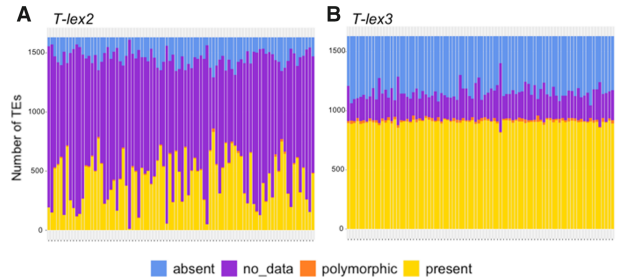 A T-lex2
B T-lex3
Number of TEs
1500
1000
500
0
1500
1000
500
0
absent no_data polymorphic present